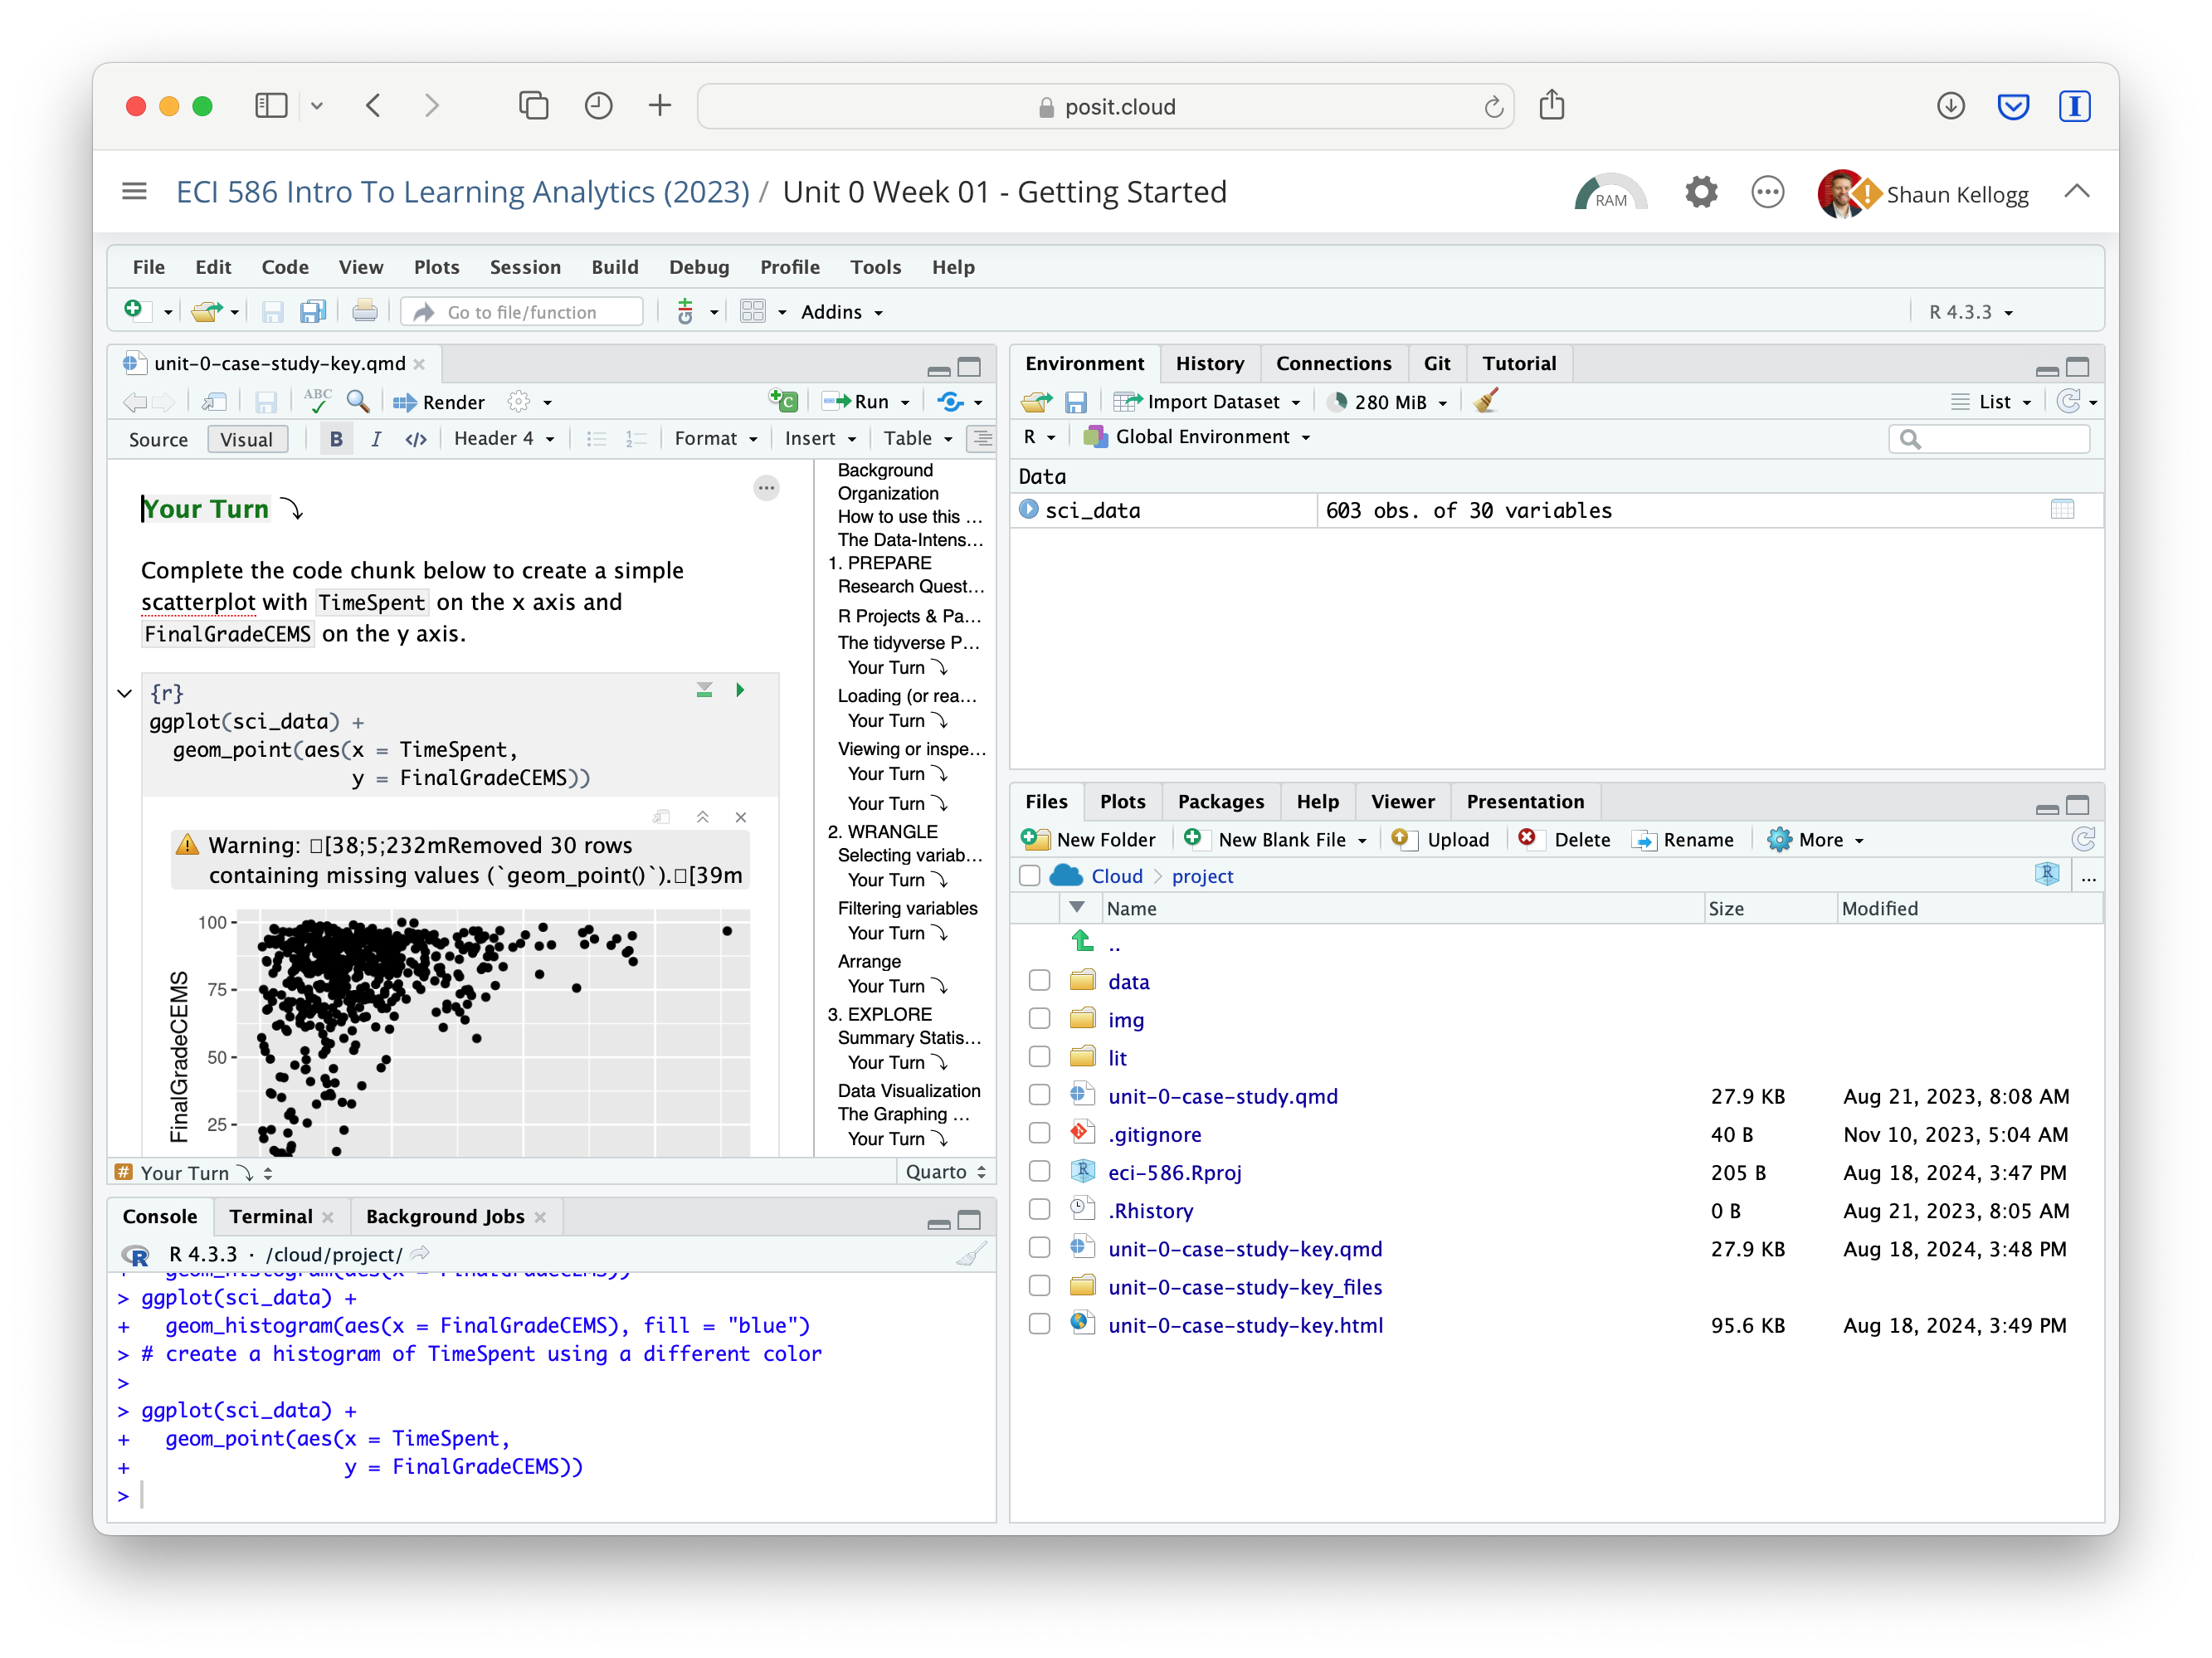 posit.cloud
ECI 586 Intro To Learning Analytics (2023) / Unit 0 Week 01 - Getting Started
RAM
Shaun Kellogg
File Edit Code View Plots Session Build Debug Profile Tools Help
Go to file/function
Addins
R 4.3.3
unit-0-case-study-key.qmd
ABC
Render
Run
Source Visual B I </> Header 4 Format Insert Table
Your Turn ⤵
Complete the code chunk below to create a simple
scatterplot with TimeSpent on the x axis and
FinalGradeCEMS on the y axis.
{r}
ggplot(sci_data) +
geom_point(aes(x = TimeSpent,
y = FinalGradeCEMS))
Warning: [38;5;232mRemoved 30 rows
containing missing values (`geom_point()`).[39m
FinalGradeCEMS
100
75
50
25
Background
Organization
How to use this ...
The Data-Intens...
1. PREPARE
Research Quest...
R Projects & Pa...
The tidyverse P...
Your Turn ⤵
Loading (or rea...
Your Turn ⤵
Viewing or inspe...
Your Turn ⤵
Your Turn ⤵
2. WRANGLE
Selecting variab...
Your Turn ⤵
Filtering variables
Your Turn ⤵
Arrange
Your Turn ⤵
3. EXPLORE
Summary Statis...
Your Turn ⤵
Data Visualization
The Graphing ...
Your Turn ⤵
# Your Turn ⤵
Quarto
Console Terminal Background Jobs
R 4.3.3 · /cloud/project/
+ geom_histogram(aes(x = FinalGradeCEMS))
> ggplot(sci_data) +
+ geom_histogram(aes(x = FinalGradeCEMS), fill = "blue")
> # create a histogram of TimeSpent using a different color
>
> ggplot(sci_data) +
+ geom_point(aes(x = TimeSpent,
+ y = FinalGradeCEMS))
>
Environment History Connections Git Tutorial
Import Dataset 280 MiB List
R Global Environment
Data
sci_data 603 obs. of 30 variables
Files Plots Packages Help Viewer Presentation
New Folder New Blank File Upload Delete Rename More
Cloud > project
R ...
Name Size Modified
..
data
img
lit
unit-0-case-study.qmd 27.9 KB Aug 21, 2023, 8:08 AM
.gitignore 40 B Nov 10, 2023, 5:04 AM
eci-586.Rproj 205 B Aug 18, 2024, 3:47 PM
.Rhistory 0 B Aug 21, 2023, 8:05 AM
unit-0-case-study-key.qmd 27.9 KB Aug 18, 2024, 3:48 PM
unit-0-case-study-key_files
unit-0-case-study-key.html 95.6 KB Aug 18, 2024, 3:49 PM